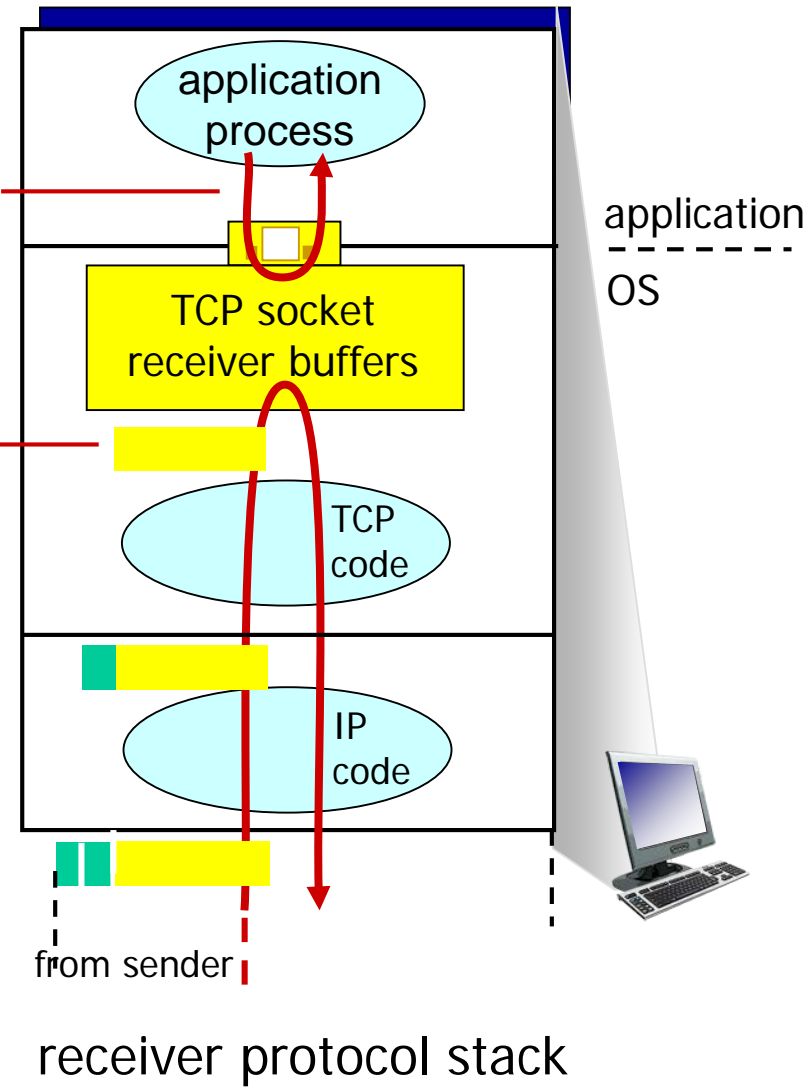 application
process
application
OS
TCP socket
receiver buffers
TCP
code
IP
code
from sender
receiver protocol stack